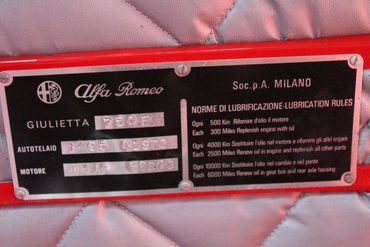 Alfa Romeo
Soc.p.A. MILANO
GIULIETTA 750F
NORME DI LUBRIFICAZIONE-LUBRICATION RULES
Ogni 500 Km Rifornire d'olio il motore
Each 300 Miles Replenish engine with oil
Ogni 4000 Km Sostituire l'olio nel motore e rifornire gli altri organi
Each 2500 Miles Renew oil in engine and replenish all other parts
Ogni 10000 Km Sostituire l'olio nel cambio e nel ponte
Each 6000 Miles Renew oil in gear box and rear axle housing
AUTOTELAIO
MOTORE